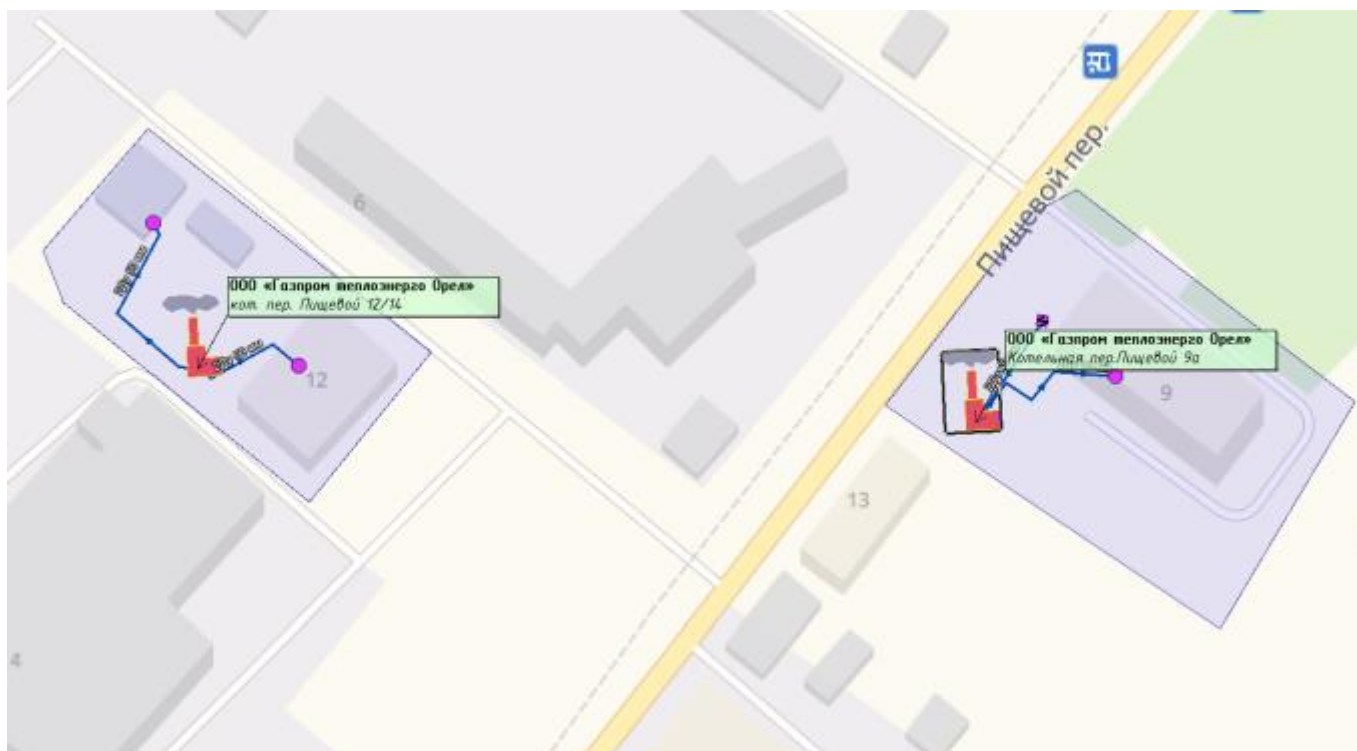 6
Пищевой пер.
ООО «Газпром теплоэнерго Орел»
кот. пер. Пищевой 12/14
12
ООО «Газпром теплоэнерго Орел»
Котельная пер.Пищевой 9а
9
13
4